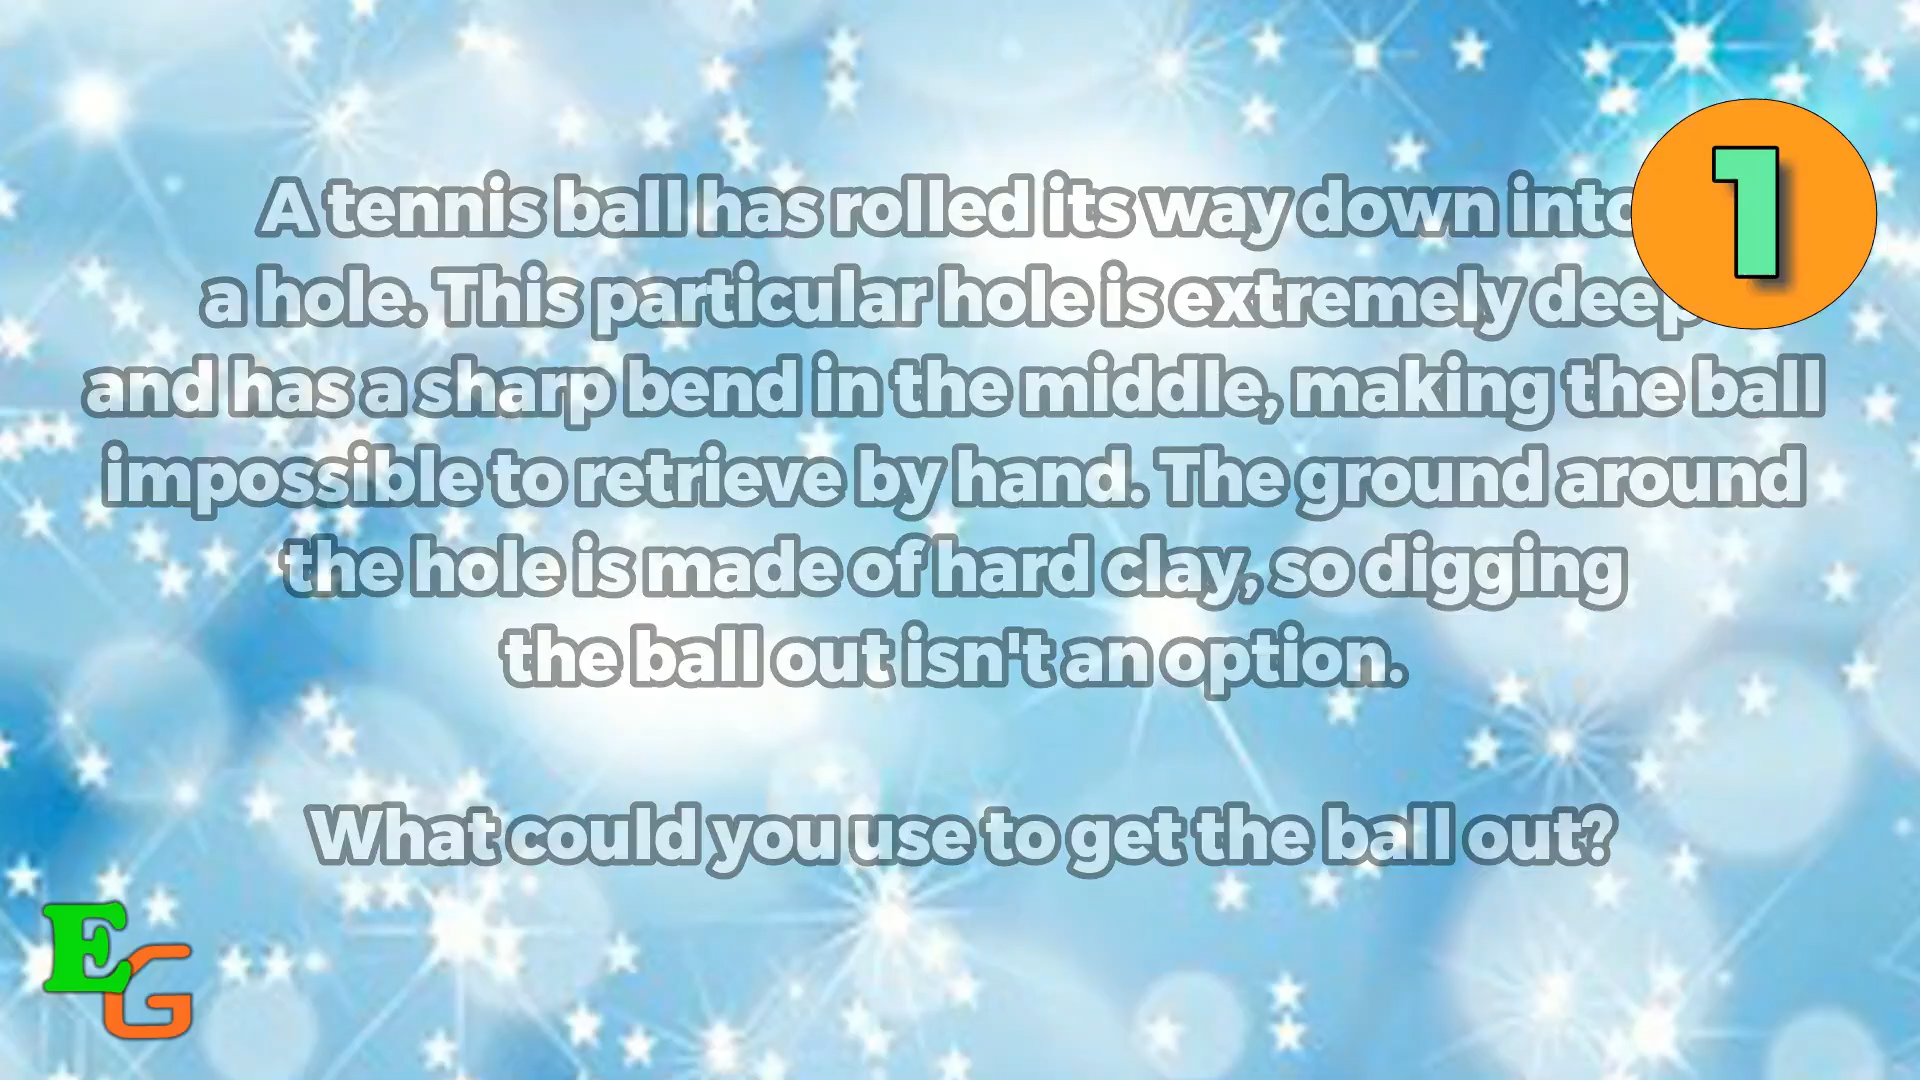 A tennis ball has rolled its way down into
a hole. This particular hole is extremely deep
and has a sharp bend in the middle, making the ball
impossible to retrieve by hand. The ground around
the hole is made of hard clay, so digging
the ball out isn't an option.
What could you use to get the ball out?
1
EG